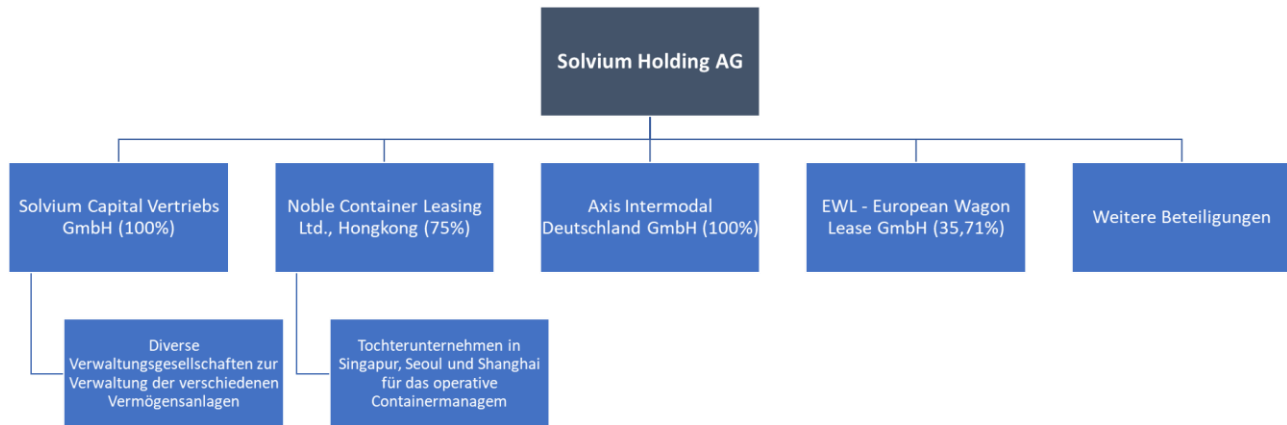 Solvium Holding AG
Solvium Capital Vertriebs
GmbH (100%)
Noble Container Leasing
Ltd., Hongkong (75%)
Axis Intermodal
Deutschland GmbH (100%)
EWL - European Wagon
Lease GmbH (35,71%)
Weitere Beteiligungen
Diverse
Verwaltungsgesellschaften zur
Verwaltung der verschiedenen
Vermögensanlagen
Tochterunternehmen in
Singapur, Seoul und Shanghai
für das operative
Containermanagem